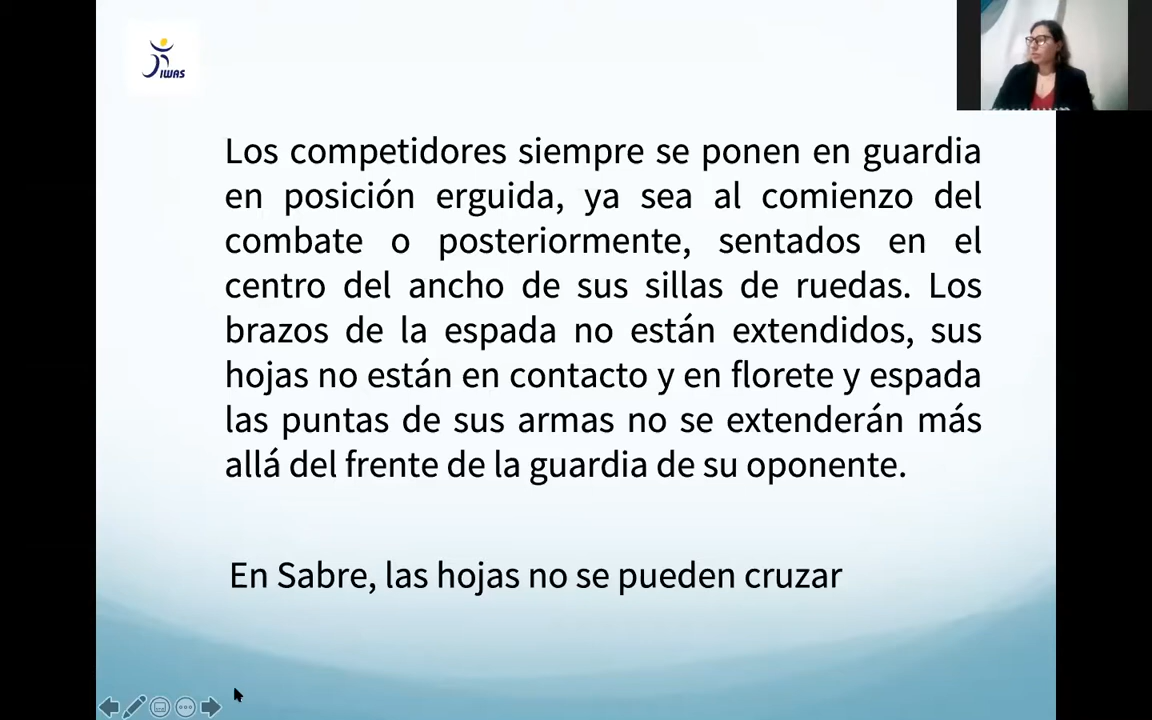 IWAS
Los competidores siempre se ponen en guardia
en posición erguida, ya sea al comienzo del
combate o posteriormente, sentados en el
centro del ancho de sus sillas de ruedas. Los
brazos de la espada no están extendidos, sus
hojas no están en contacto y en florete y espada
las puntas de sus armas no se extenderán más
allá del frente de la guardia de su oponente.
En Sabre, las hojas no se pueden cruzar